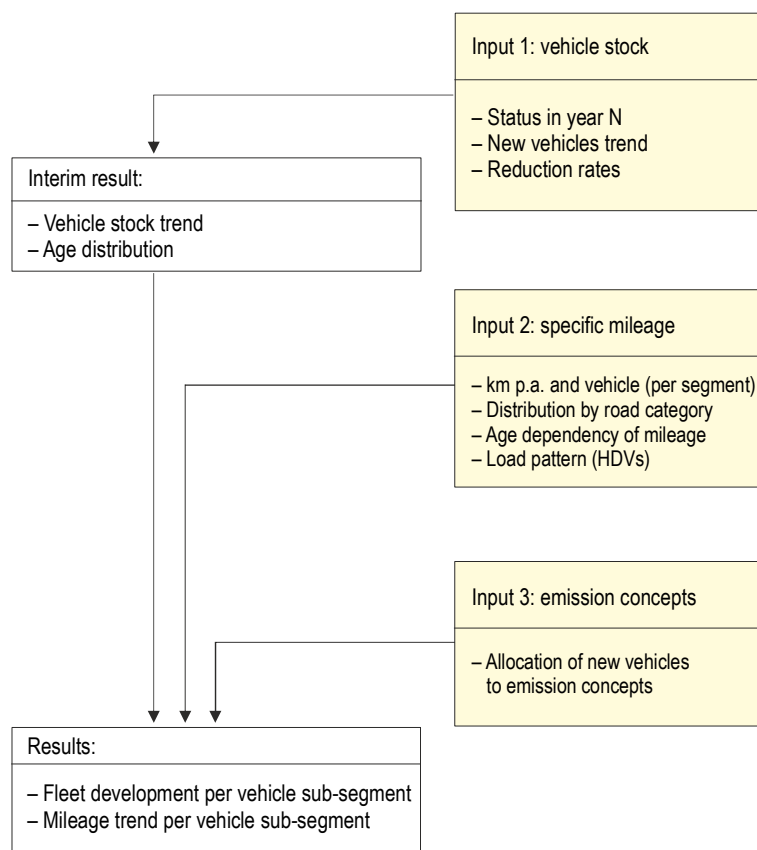 Input 1: vehicle stock
– Status in year N
– New vehicles trend
– Reduction rates
Interim result:
– Vehicle stock trend
– Age distribution
Input 2: specific mileage
– km p.a. and vehicle (per segment)
– Distribution by road category
– Age dependency of mileage
– Load pattern (HDVs)
Input 3: emission concepts
– Allocation of new vehicles
to emission concepts
Results:
– Fleet development per vehicle sub-segment
– Mileage trend per vehicle sub-segment